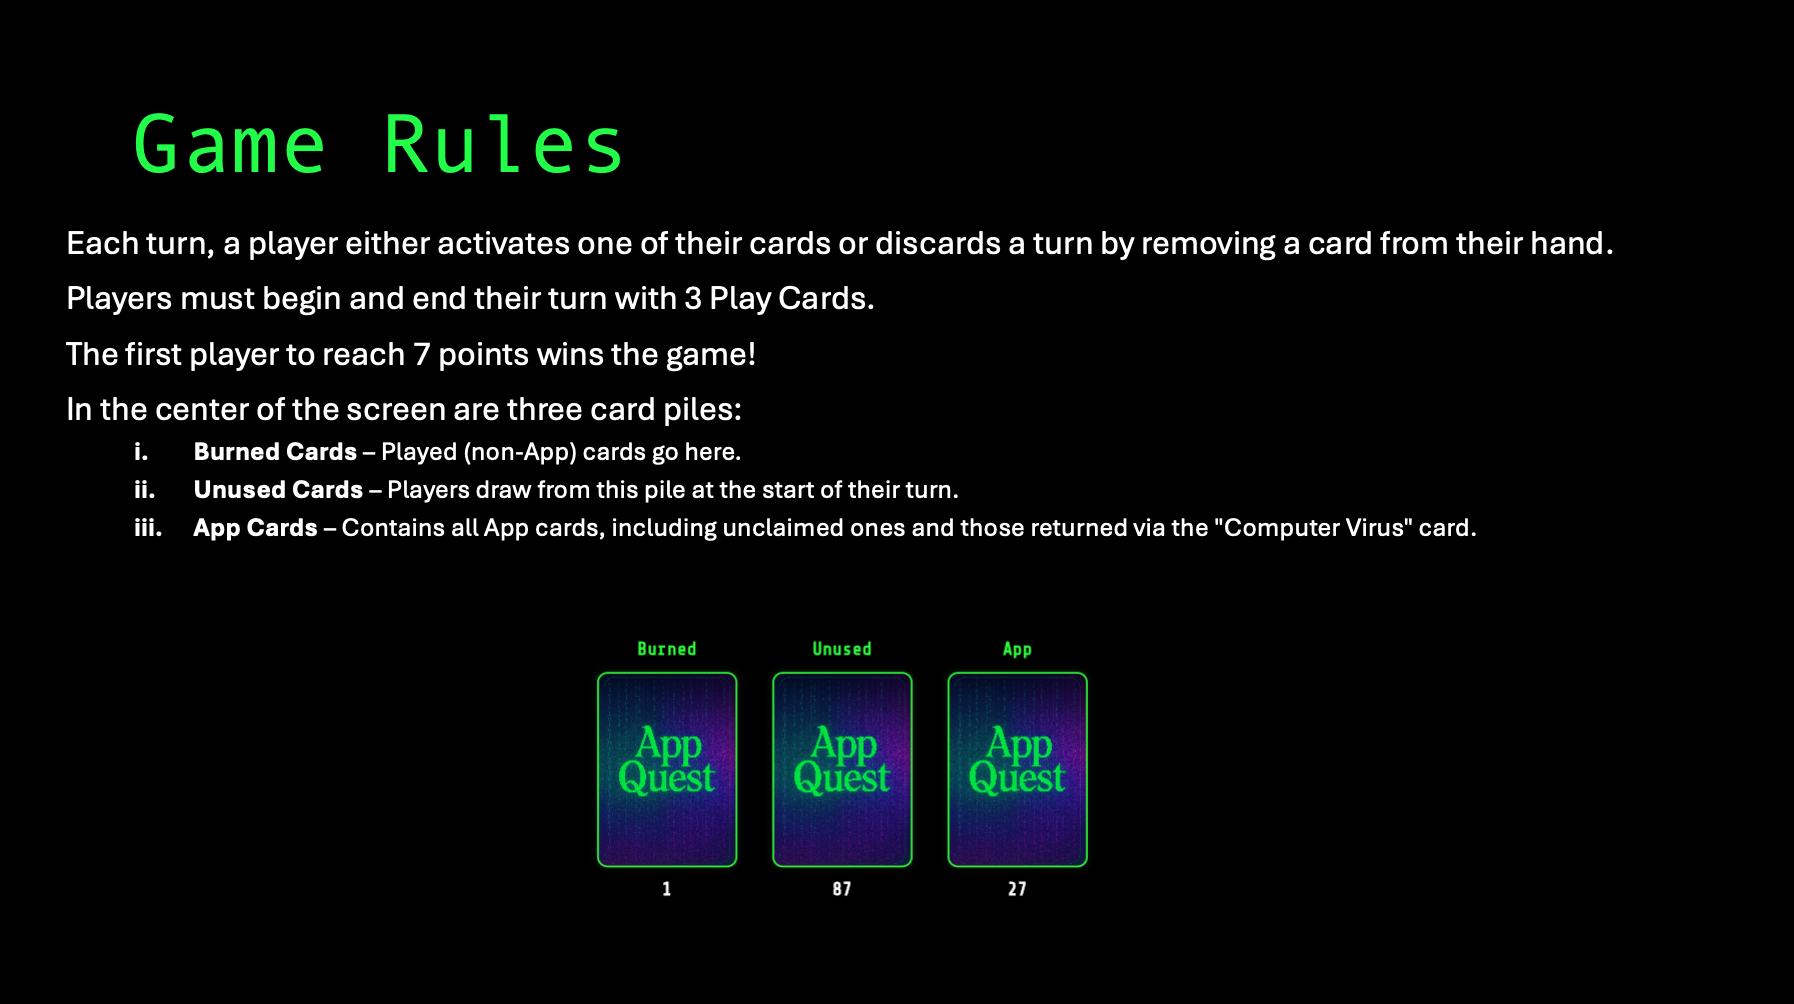 Game Rules
Each turn, a player either activates one of their cards or discards a turn by removing a card from their hand.
Players must begin and end their turn with 3 Play Cards.
The first player to reach 7 points wins the game!
In the center of the screen are three card piles:
i. Burned Cards – Played (non-App) cards go here.
ii. Unused Cards – Players draw from this pile at the start of their turn.
iii. App Cards – Contains all App cards, including unclaimed ones and those returned via the "Computer Virus" card.
Burned Unused App
App App App
Quest Quest Quest
1 87 27